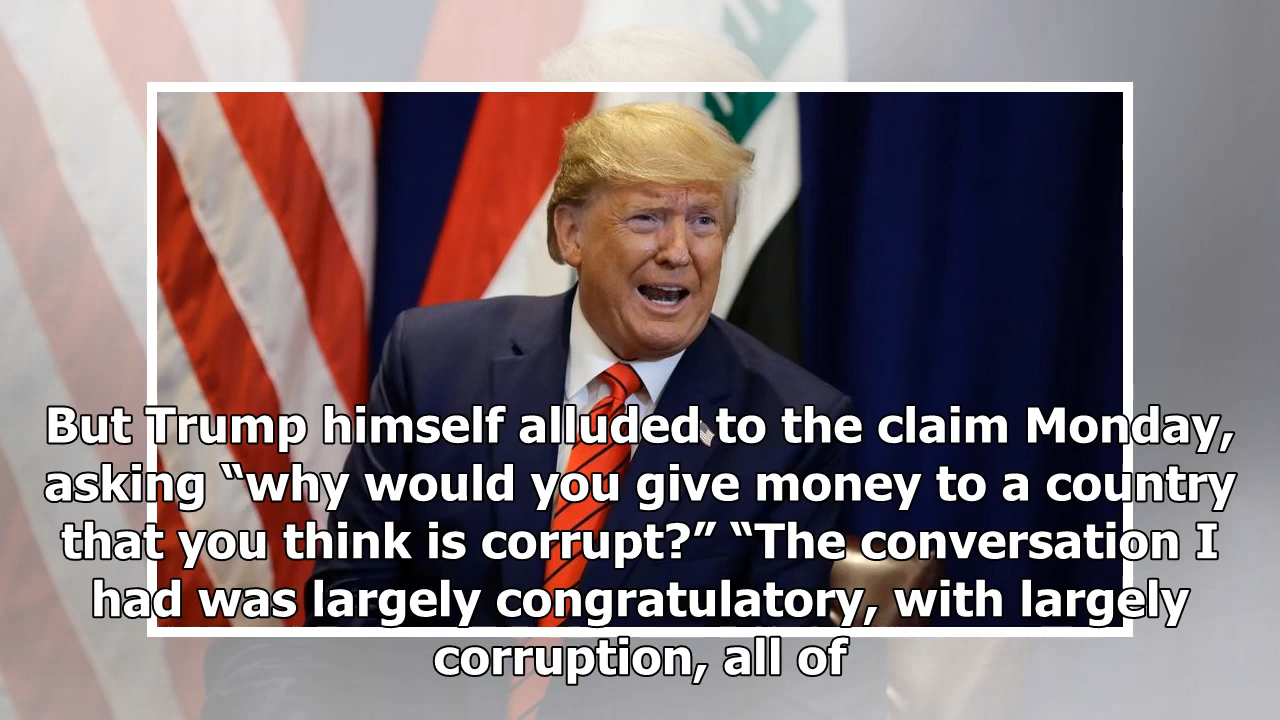 But Trump himself alluded to the claim Monday,
asking “why would you give money to a country
that you think is corrupt?” “The conversation I
had was largely congratulatory, with largely
corruption, all of